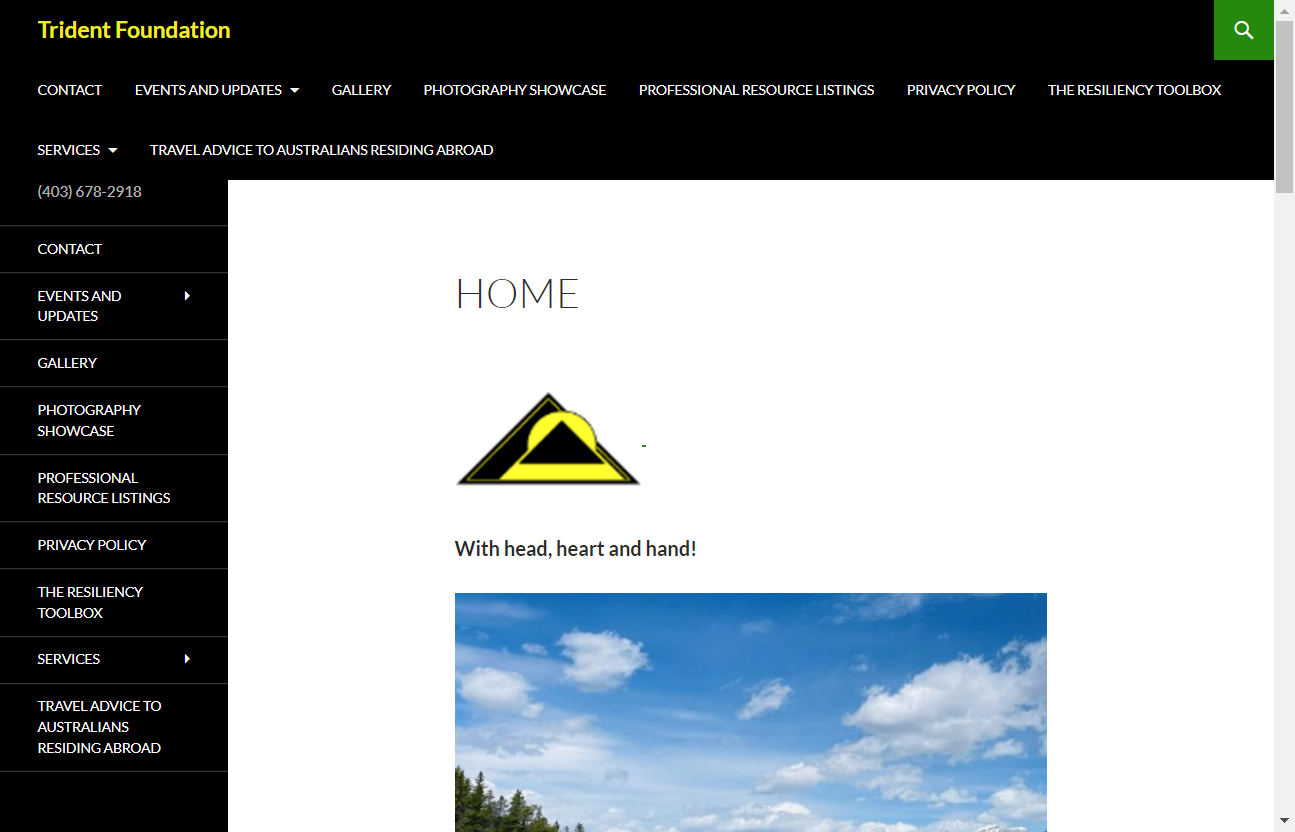 Trident Foundation
CONTACT EVENTS AND UPDATES GALLERY PHOTOGRAPHY SHOWCASE PROFESSIONAL RESOURCE LISTINGS PRIVACY POLICY THE RESILIENCY TOOLBOX
SERVICES TRAVEL ADVICE TO AUSTRALIANS RESIDING ABROAD
(403) 678-2918
CONTACT
EVENTS AND
UPDATES
GALLERY
PHOTOGRAPHY
SHOWCASE
PROFESSIONAL
RESOURCE LISTINGS
PRIVACY POLICY
THE RESILIENCY
TOOLBOX
SERVICES
TRAVEL ADVICE TO
AUSTRALIANS
RESIDING ABROAD
HOME
With head, heart and hand!